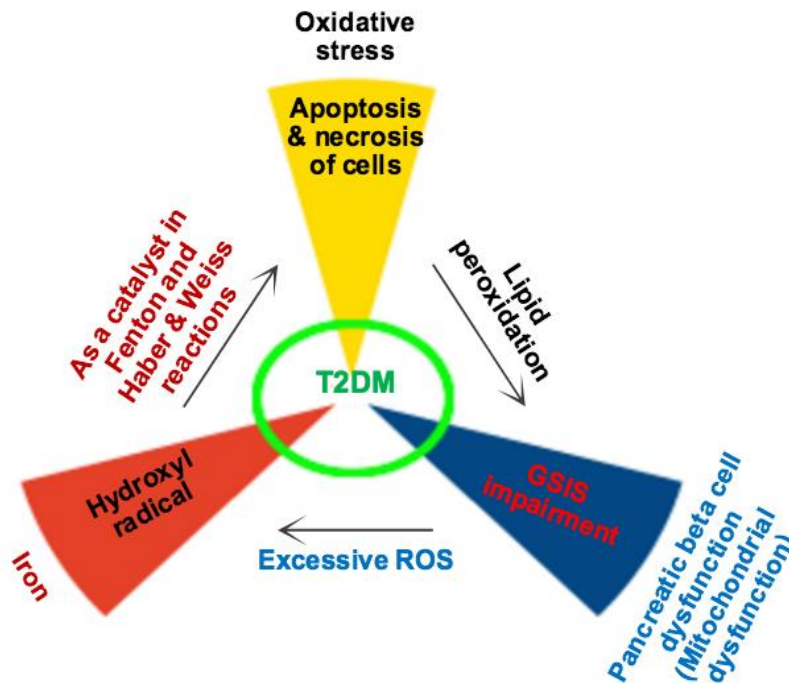 Oxidative
stress
Apoptosis
& necrosis
of cells
As a catalyst in
Fenton and
Haber & Weiss
reactions
Lipid
peroxidation
T2DM
Hydroxyl
radical
GSIS
impairment
Iron
Excessive ROS
Pancreatic beta cell
dysfunction
(Mitochondrial
dysfunction)